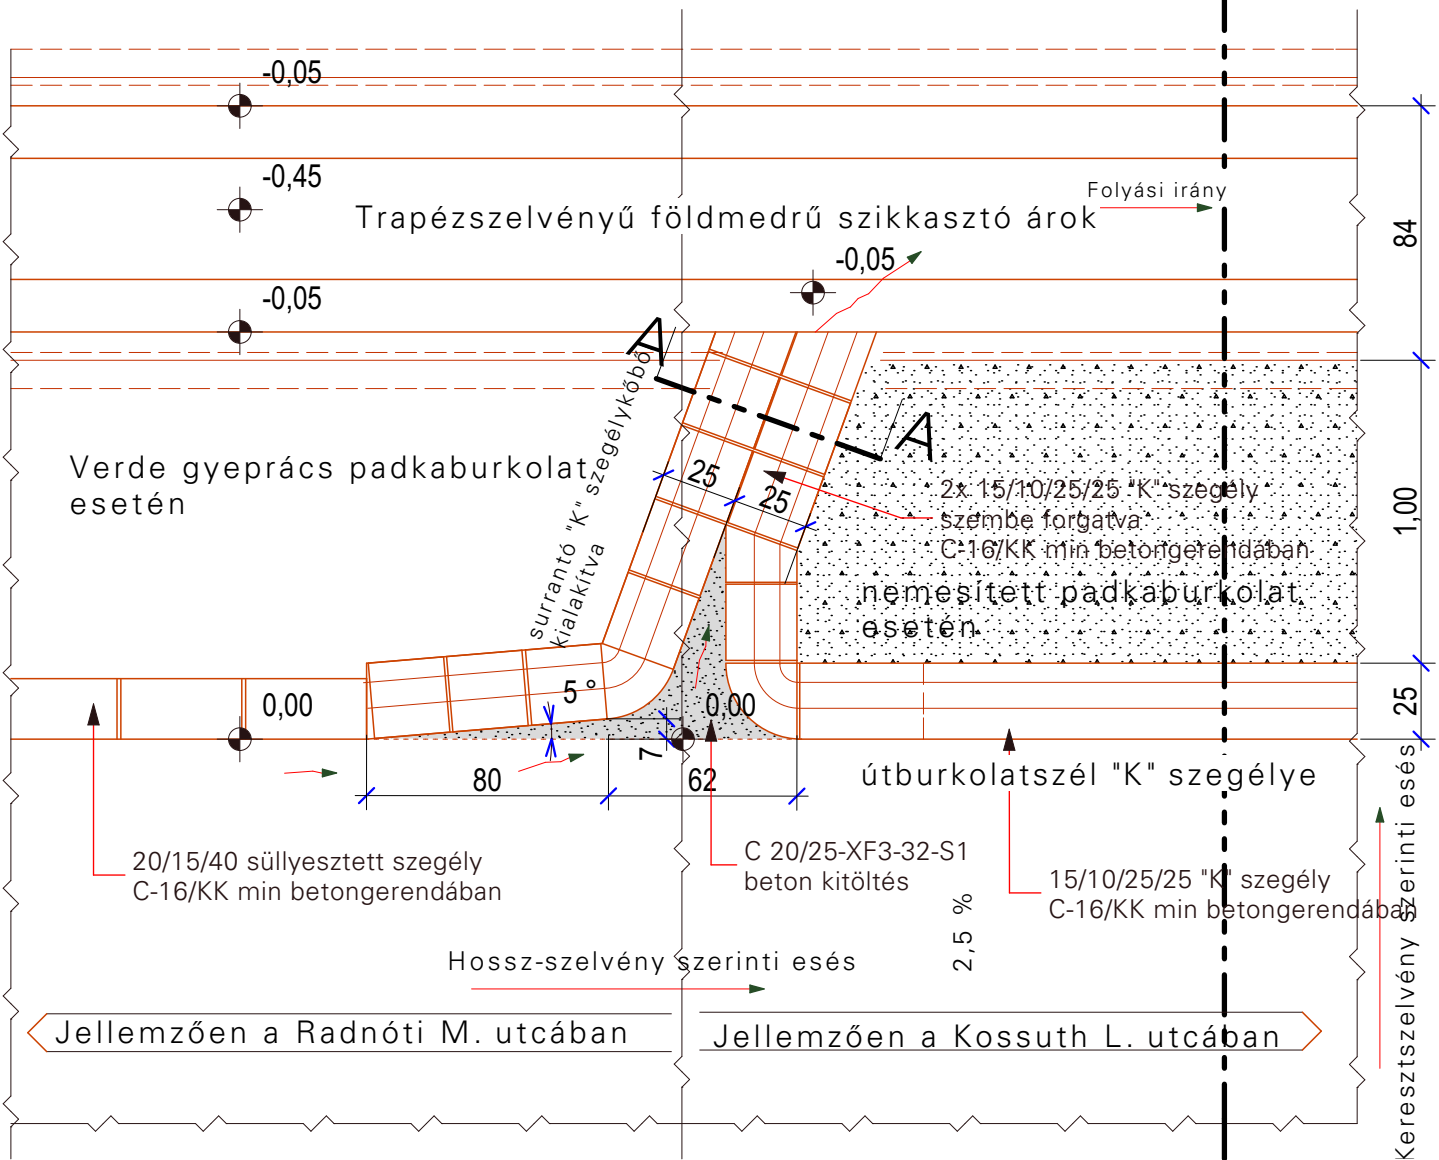 -0,05
-0,45
Folyási irány
Trapézszelvényű földmedrű szikkasztó árok
84
-0,05
-0,05
A
A
surrantó "K" szegélykőből
kialakítva
Verde gyeprács padkaburkolat
esetén
25
25
2x 15/10/25/25 "K" szegély
szembe forgatva
C-16/KK min betongerendában
1,00
nemesített padkaburkolat
esetén
5 °
0,00
0,00
25
7
80
62
útburkolatszél "K" szegélye
20/15/40 süllyesztett szegély
C-16/KK min betongerendában
C 20/25-XF3-32-S1
beton kitöltés
15/10/25/25 "K" szegély
C-16/KK min betongerendában
2,5 %
Keresztszelvény szerinti esés
Hossz-szelvény szerinti esés
Jellemzően a Radnóti M. utcában
Jellemzően a Kossuth L. utcában